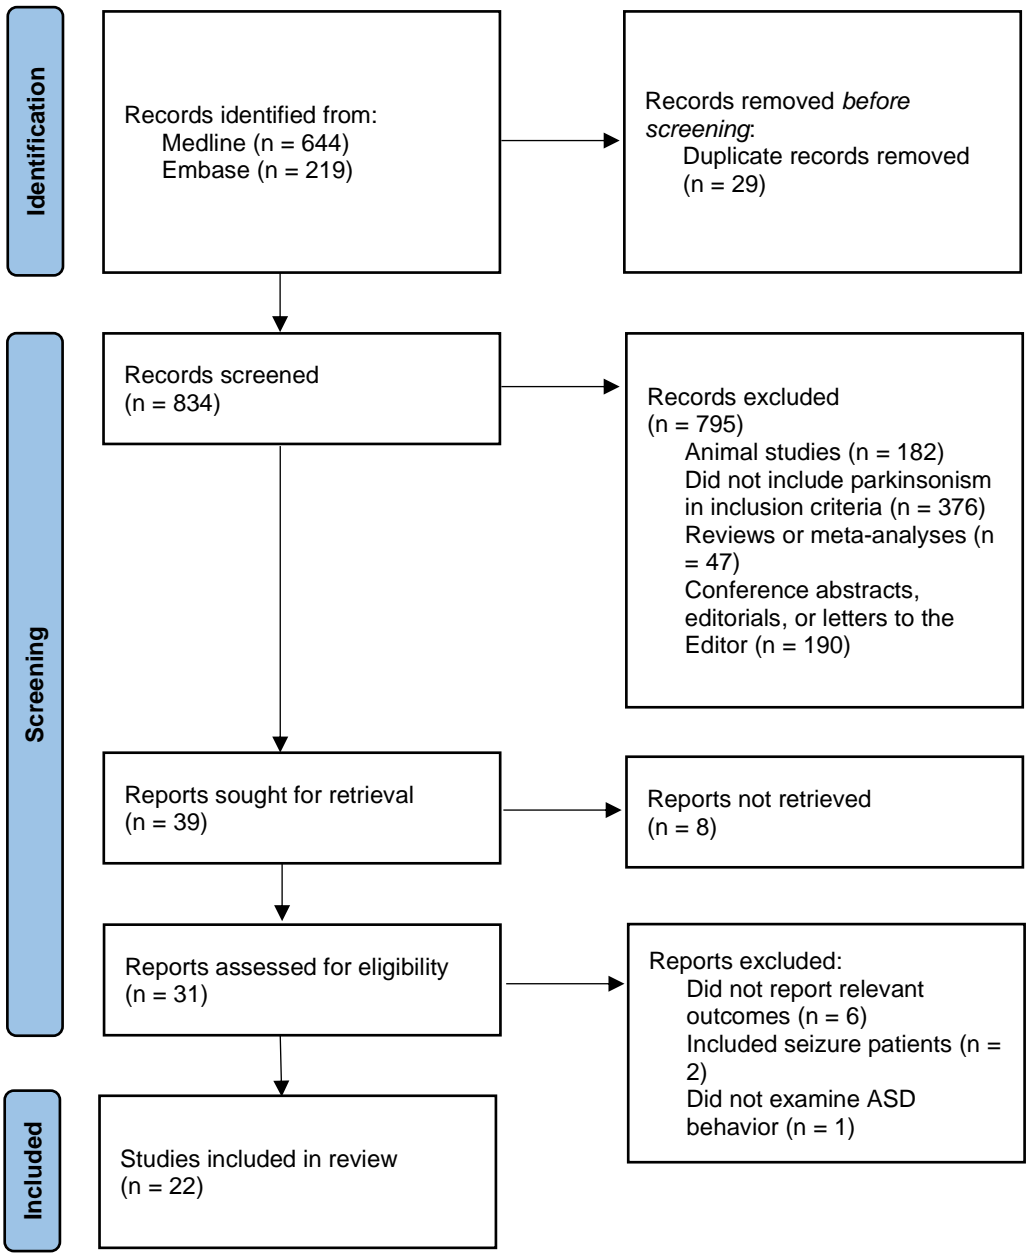 Identification
Records identified from:
Medline (n = 644)
Embase (n = 219)
Records removed before
screening:
Duplicate records removed
(n = 29)
Screening
Records screened
(n = 834)
Records excluded
(n = 795)
Animal studies (n = 182)
Did not include parkinsonism
in inclusion criteria (n = 376)
Reviews or meta-analyses (n
= 47)
Conference abstracts,
editorials, or letters to the
Editor (n = 190)
Reports sought for retrieval
(n = 39)
Reports not retrieved
(n = 8)
Reports assessed for eligibility
(n = 31)
Reports excluded:
Did not report relevant
outcomes (n = 6)
Included seizure patients (n =
2)
Did not examine ASD
behavior (n = 1)
Included
Studies included in review
(n = 22)